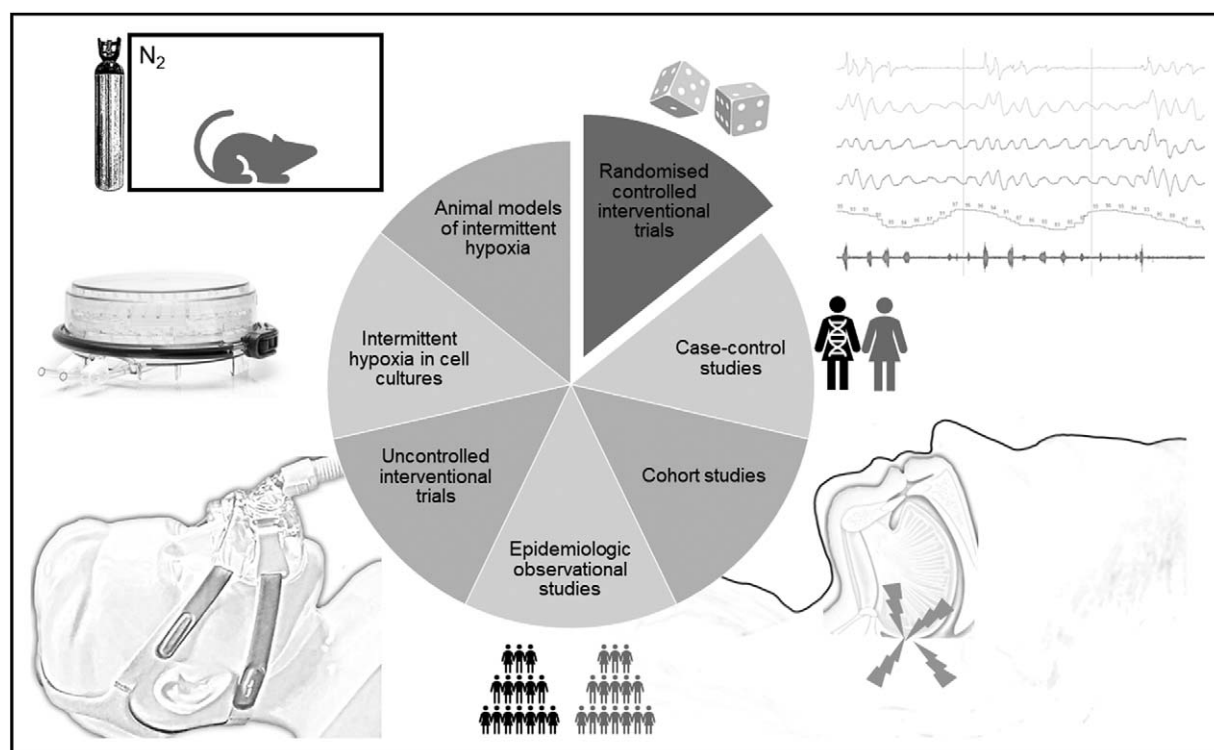 N₂
Randomised
controlled
interventional
trials
Animal models
of intermittent
hypoxia
Intermittent
hypoxia in cell
cultures
Case-control
studies
Uncontrolled
interventional
trials
Cohort studies
Epidemiologic
observational
studies